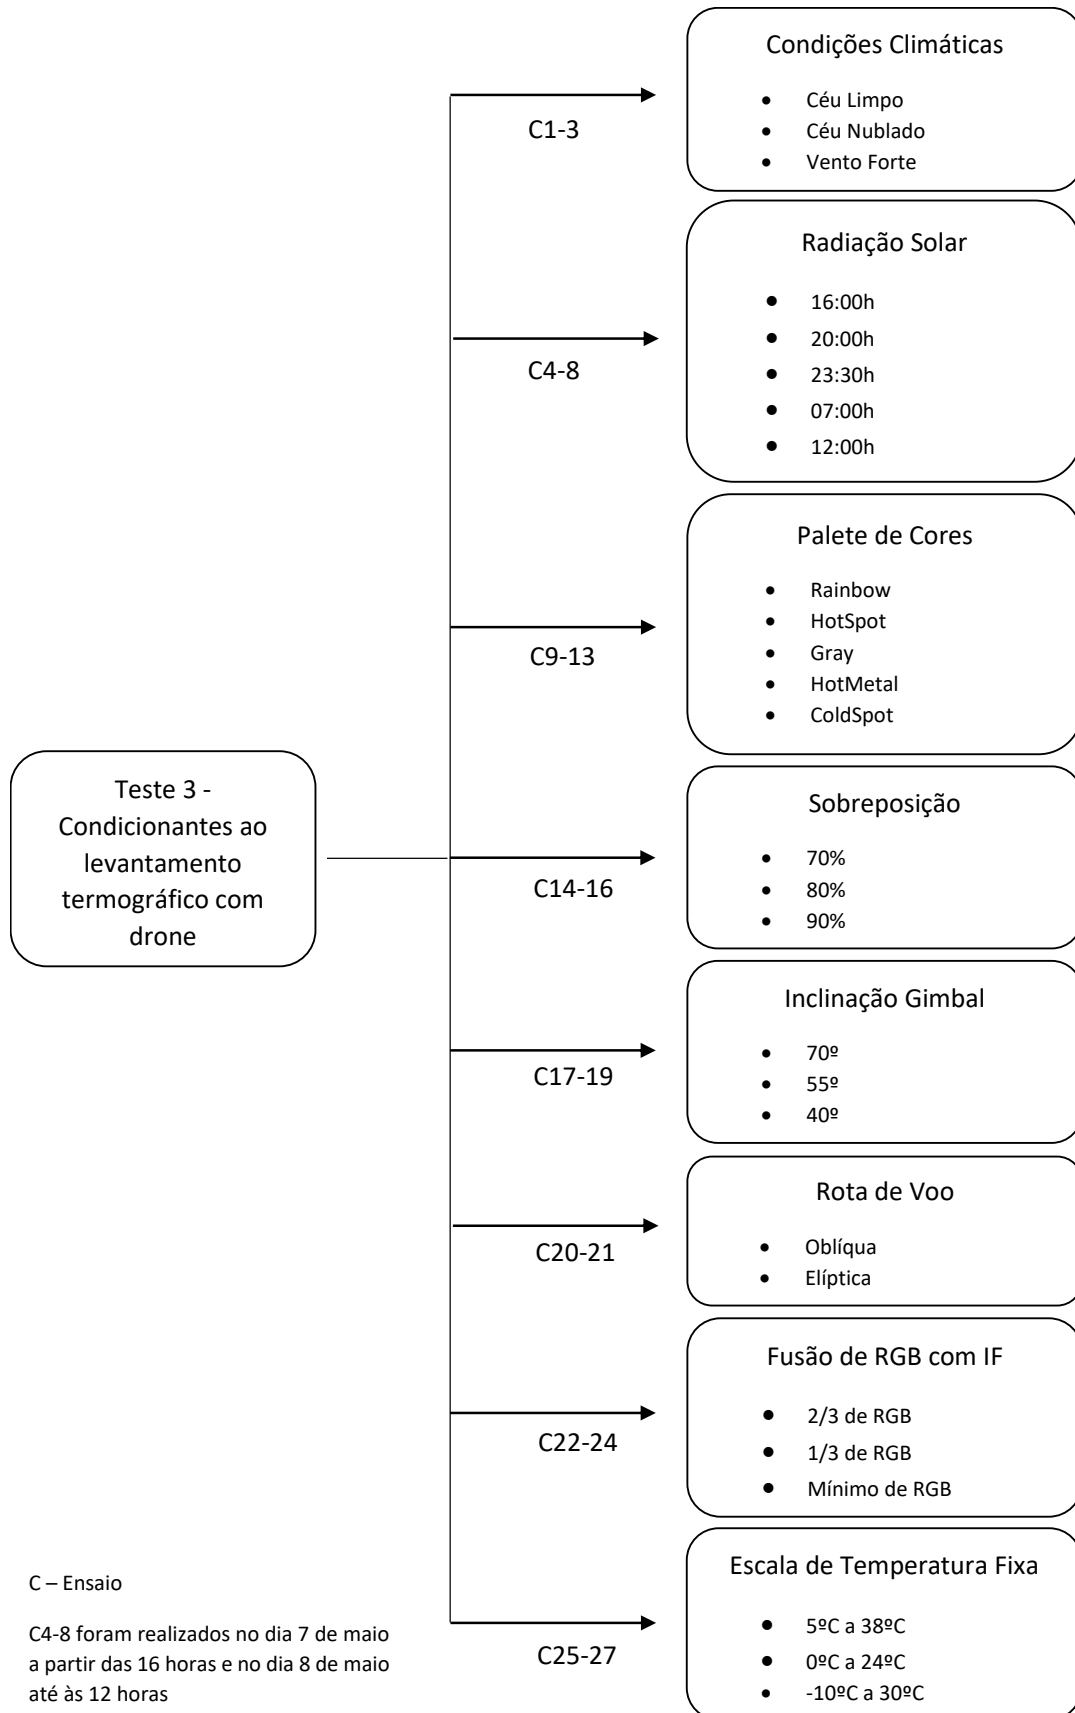 Condições Climáticas
• Céu Limpo
• Céu Nublado
• Vento Forte
C1-3
Radiação Solar
• 16:00h
• 20:00h
• 23:30h
• 07:00h
• 12:00h
C4-8
Palete de Cores
• Rainbow
• HotSpot
• Gray
• HotMetal
• ColdSpot
C9-13
Teste 3 -
Condicionantes ao
levantamento
termográfico com
drone
Sobreposição
• 70%
• 80%
• 90%
C14-16
Inclinação Gimbal
• 70º
• 55º
• 40º
C17-19
Rota de Voo
• Oblíqua
• Elíptica
C20-21
Fusão de RGB com IF
• 2/3 de RGB
• 1/3 de RGB
• Mínimo de RGB
C22-24
Escala de Temperatura Fixa
• 5ºC a 38ºC
• 0ºC a 24ºC
• -10ºC a 30ºC
C25-27
C – Ensaio
C4-8 foram realizados no dia 7 de maio
a partir das 16 horas e no dia 8 de maio
até às 12 horas